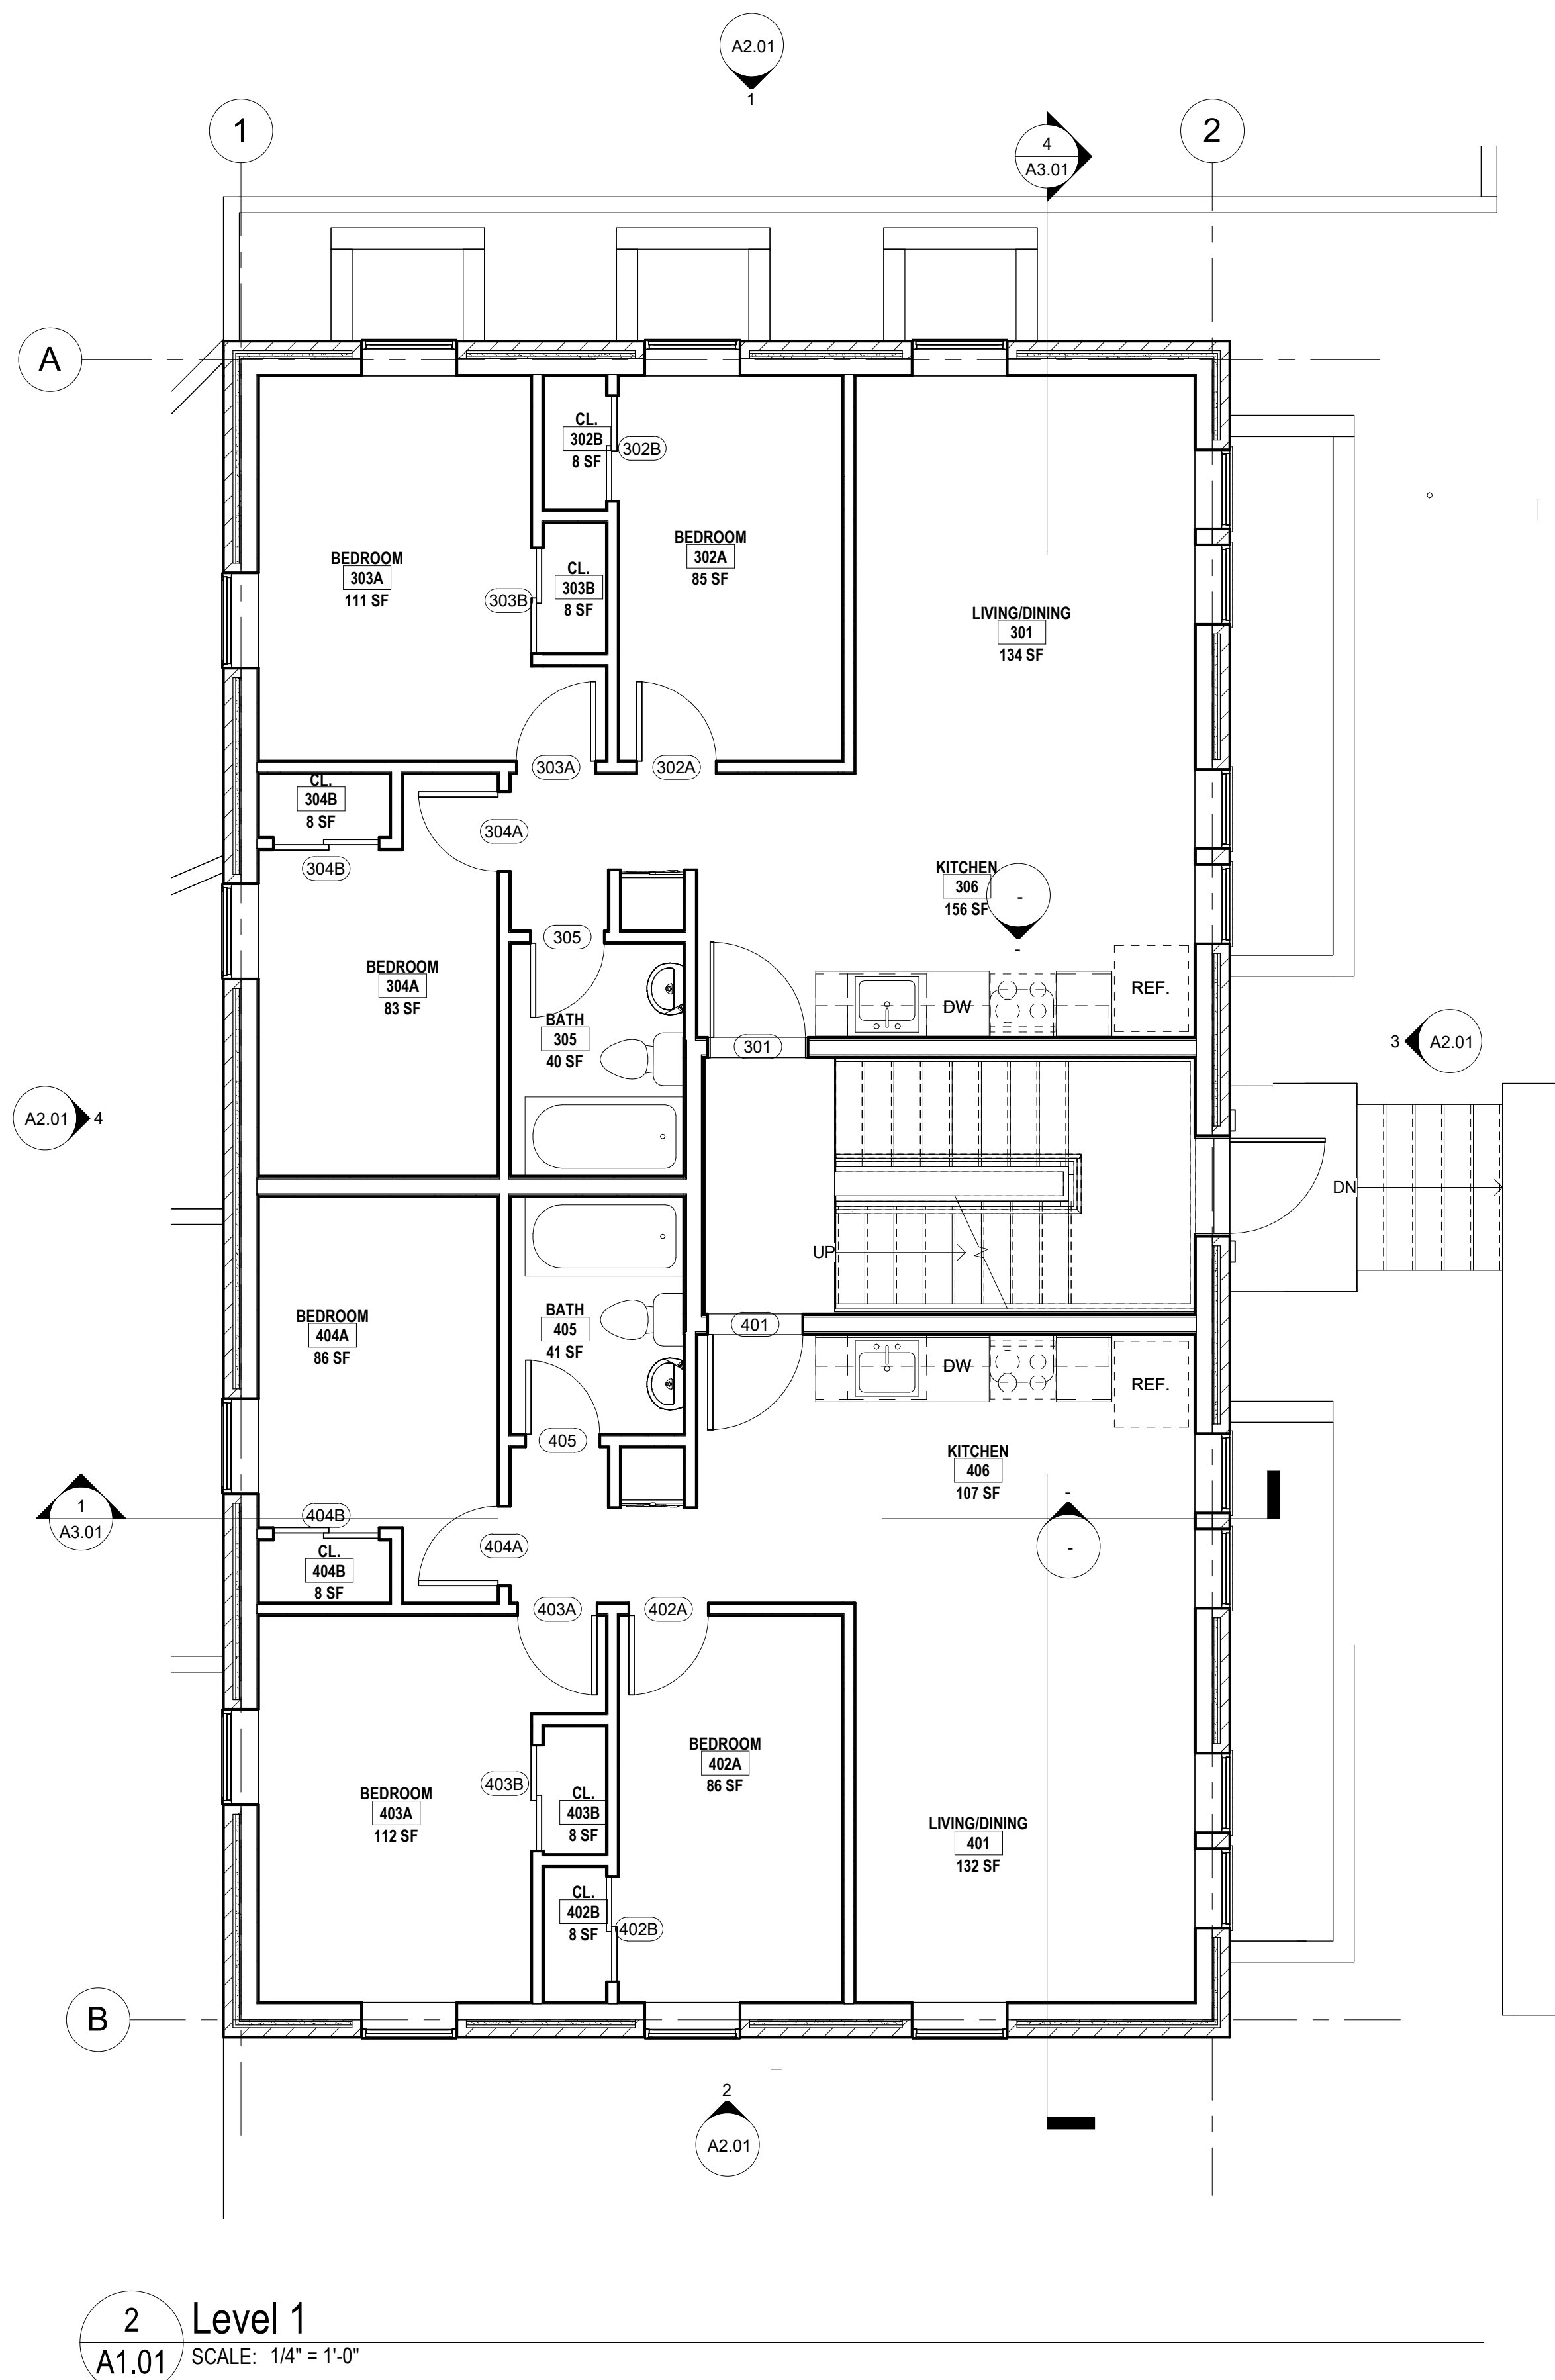 A2.01
1
1
4
A3.01
2
A
CL.
302B
8 SF
302B
BEDROOM
302A
85 SF
BEDROOM
303A
111 SF
CL.
303B
8 SF
303B
LIVING/DINING
301
134 SF
303A
302A
CL.
304B
8 SF
304B
304A
KITCHEN
306
156 SF
-
-
305
BEDROOM
304A
83 SF
BATH
305
40 SF
DW
REF.
301
3
A2.01
A2.01
4
DN
UP
BEDROOM
404A
86 SF
BATH
405
41 SF
401
DW
REF.
405
KITCHEN
406
107 SF
-
-
1
A3.01
404B
CL.
404B
8 SF
404A
403A
402A
BEDROOM
402A
86 SF
BEDROOM
403A
112 SF
403B
CL.
403B
8 SF
LIVING/DINING
401
132 SF
CL.
402B
8 SF
402B
B
2
A2.01
2
A1.01
Level 1
SCALE: 1/4" = 1'-0"